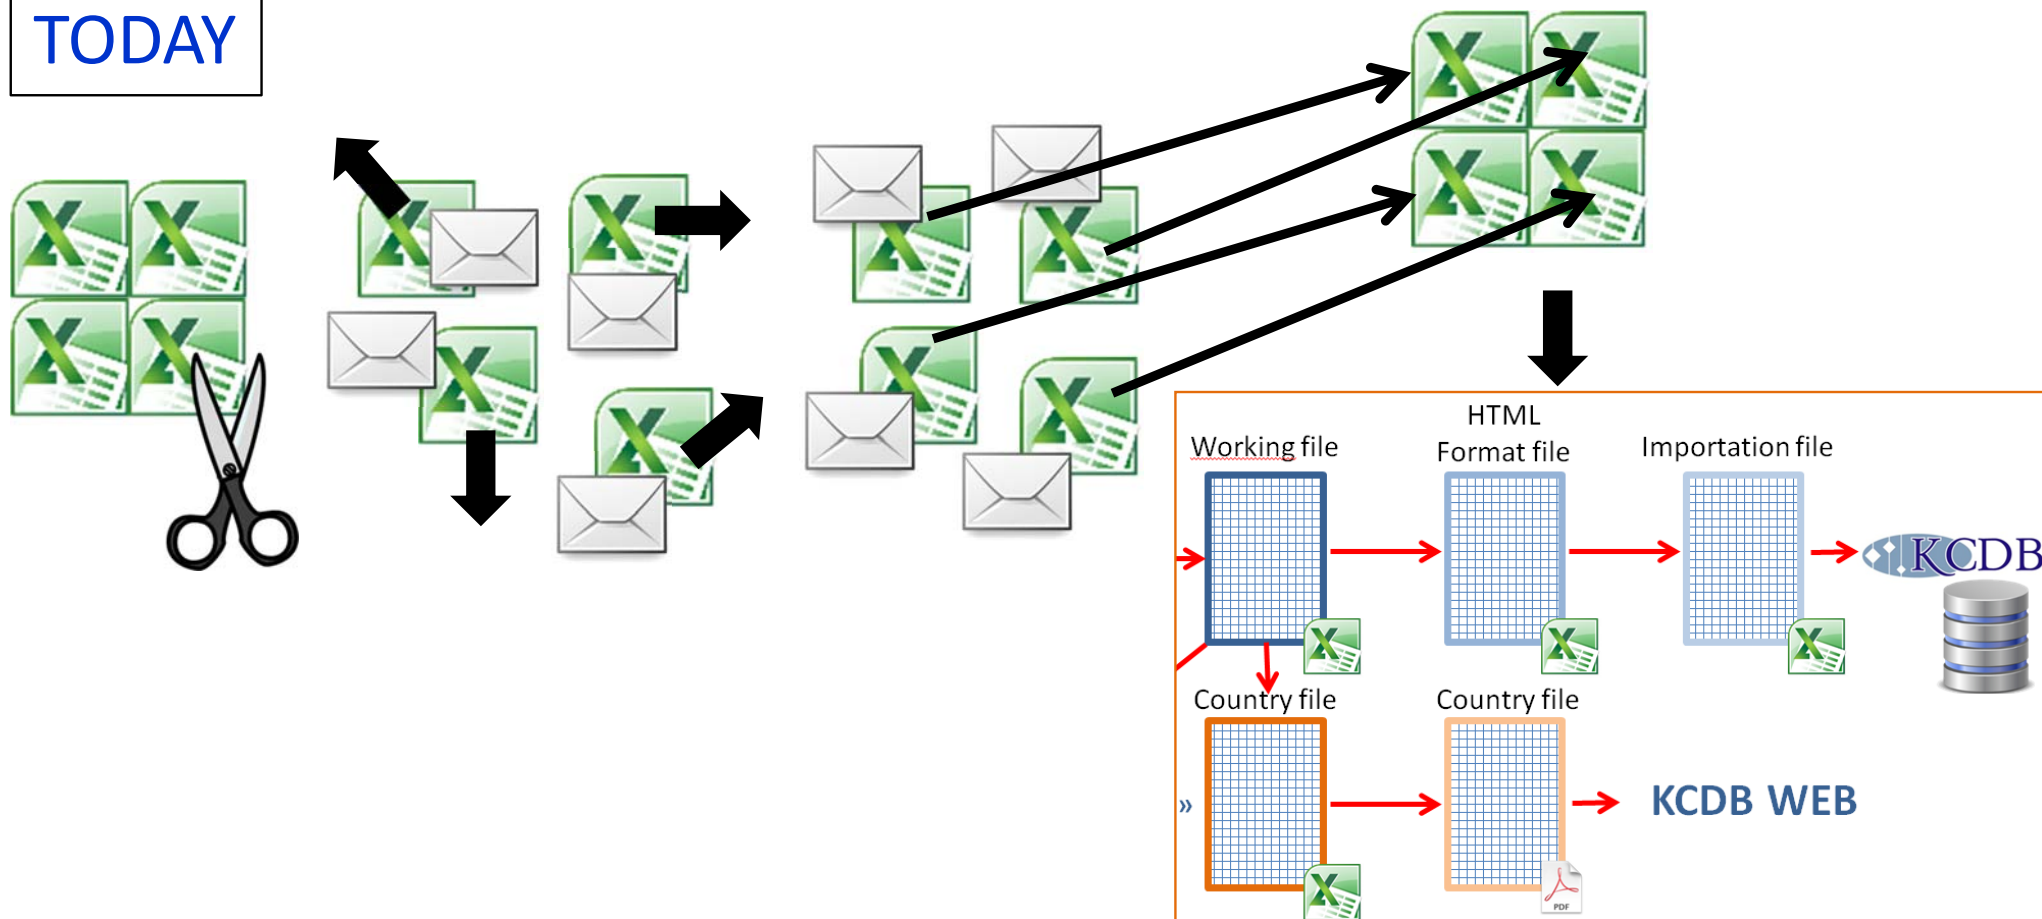 TODAY
HTML
Working file
Format file
Importation file
KCDB
Country file
Country file
»
KCDB WEB
PDF